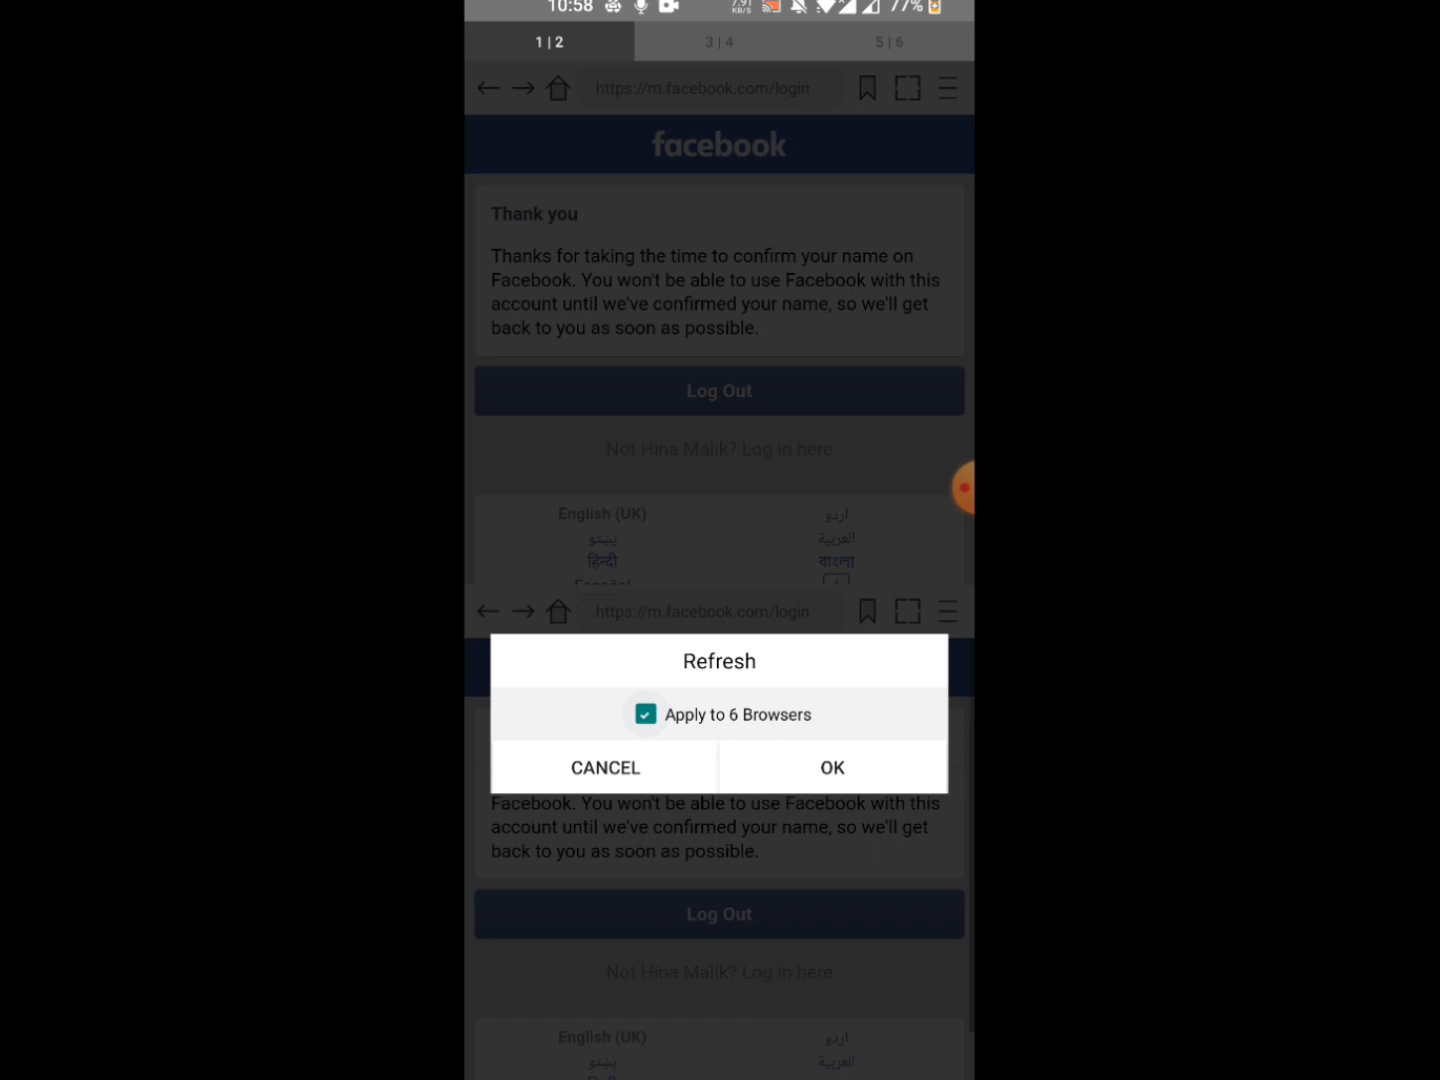 10:58 7.91 KB/S 77%
1 | 2 3 | 4 5 | 6
https://m.facebook.com/login
facebook
Thank you
Thanks for taking the time to confirm your name on
Facebook. You won't be able to use Facebook with this
account until we've confirmed your name, so we'll get
back to you as soon as possible.
Log Out
Not Hina Malik? Log in here
English (UK) اردو
پښتو العربية
हिन्दी বাংলা
Español
https://m.facebook.com/login
Refresh
Apply to 6 Browsers
CANCEL OK
Facebook. You won't be able to use Facebook with this
account until we've confirmed your name, so we'll get
back to you as soon as possible.
Log Out
Not Hina Malik? Log in here
English (UK) اردو
پښتو العربية